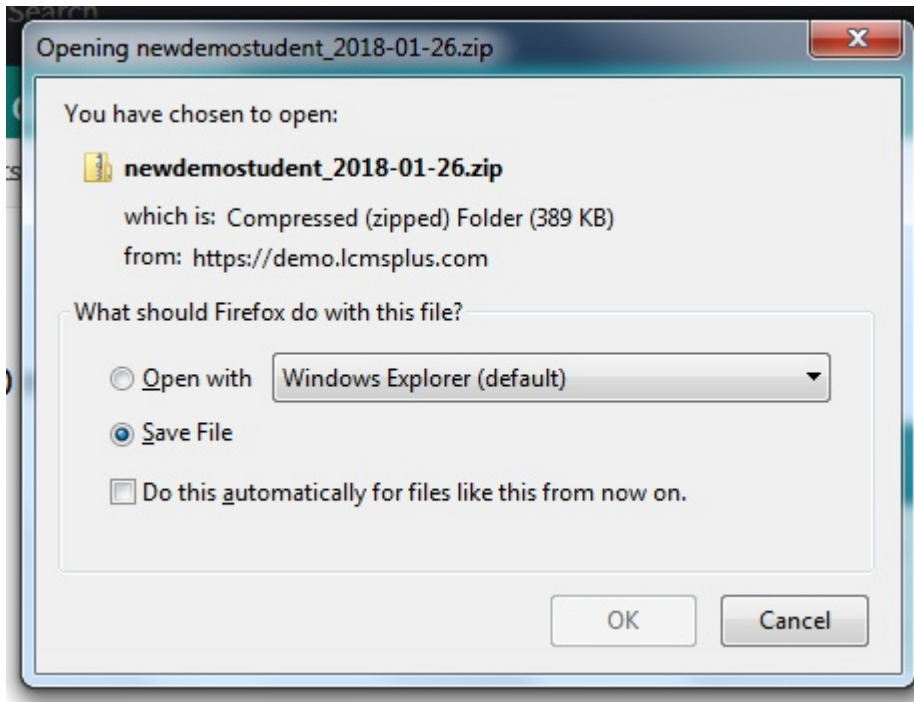 Search
Opening newdemostudent_2018-01-26.zip
You have chosen to open:
newdemostudent_2018-01-26.zip
which is: Compressed (zipped) Folder (389 KB)
from: https://demo.lcmsplus.com
What should Firefox do with this file?
Open with Windows Explorer (default)
Save File
Do this automatically for files like this from now on.
OK Cancel